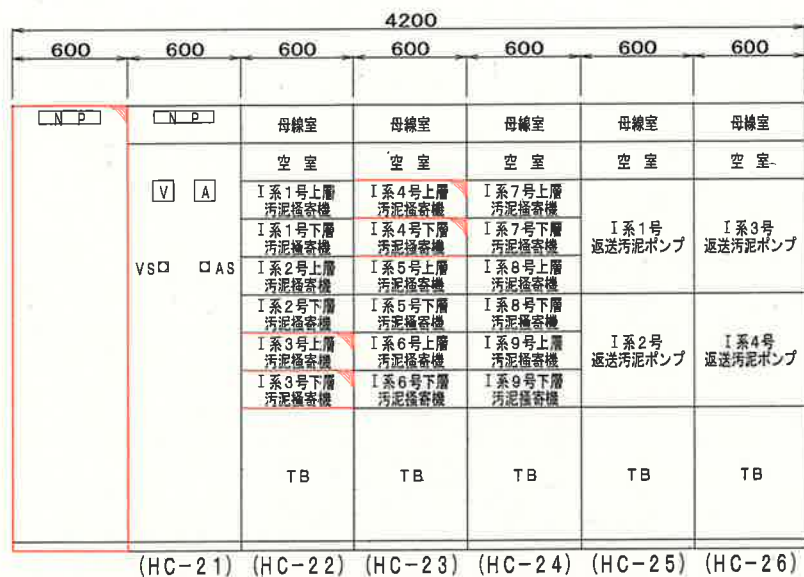 4200
600 600 600 600 600 600 600
N P N P 母線室 母線室 母線室 母線室 母線室
空室 空室 空室 空室 空室
V A
VS AS
I系1号上層
汚泥掻寄機
I系1号下層
汚泥掻寄機
I系2号上層
汚泥掻寄機
I系2号下層
汚泥掻寄機
I系3号上層
汚泥掻寄機
I系3号下層
汚泥掻寄機
I系4号上層
汚泥掻寄機
I系4号下層
汚泥掻寄機
I系5号上層
汚泥掻寄機
I系5号下層
汚泥掻寄機
I系6号上層
汚泥掻寄機
I系6号下層
汚泥掻寄機
I系7号上層
汚泥掻寄機
I系7号下層
汚泥掻寄機
I系8号上層
汚泥掻寄機
I系8号下層
汚泥掻寄機
I系9号上層
汚泥掻寄機
I系9号下層
汚泥掻寄機
I系1号
返送汚泥ポンプ
I系2号
返送汚泥ポンプ
I系3号
返送汚泥ポンプ
I系4号
返送汚泥ポンプ
TB TB TB TB TB
(HC-21) (HC-22) (HC-23) (HC-24) (HC-25) (HC-26)